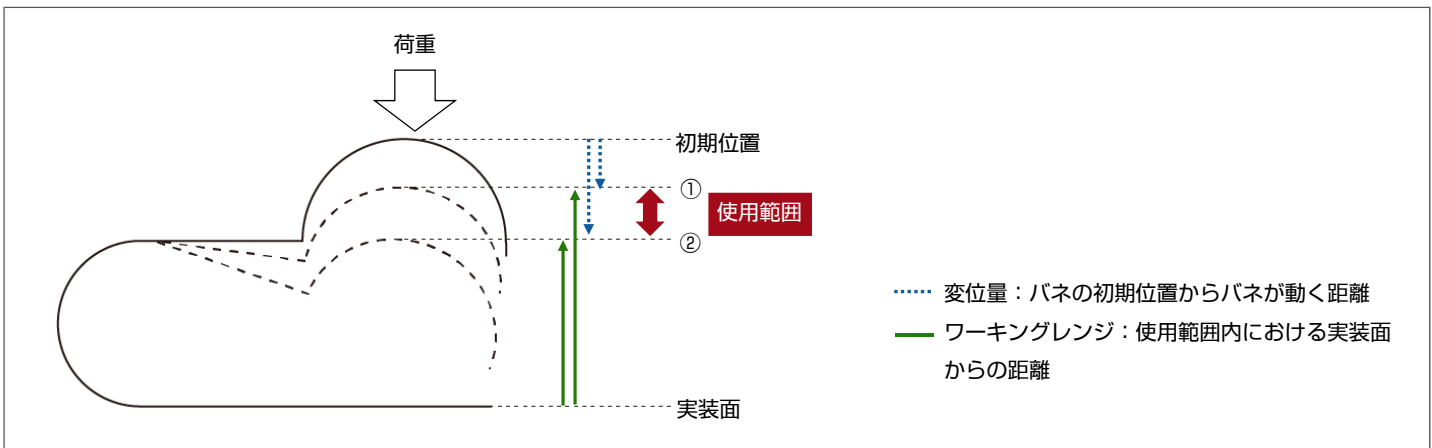 荷重
初期位置
①
使用範囲
②
変位量：バネの初期位置からバネが動く距離
ワーキングレンジ：使用範囲内における実装面
からの距離
実装面